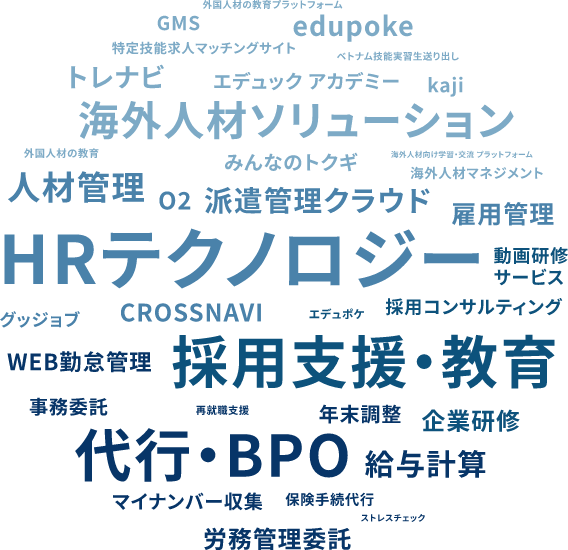 外国人材の教育プラットフォーム
GMS
edupoke
特定技能求人マッチングサイト
ベトナム技能実習生送り出し
トレナビ
エデュック アカデミー
kaji
海外人材ソリューション
外国人材の教育
みんなのトクギ
海外人材向け学習・交流 プラットフォーム
海外人材マネジメント
人材管理
O2
派遣管理クラウド
雇用管理
HRテクノロジー
動画研修
サービス
グッジョブ
CROSSNAVI
エデュポケ
採用コンサルティング
WEB勤怠管理
採用支援・教育
事務委託
再就職支援
年末調整
企業研修
代行・BPO
給与計算
マイナンバー収集
保険手続代行
ストレスチェック
労務管理委託